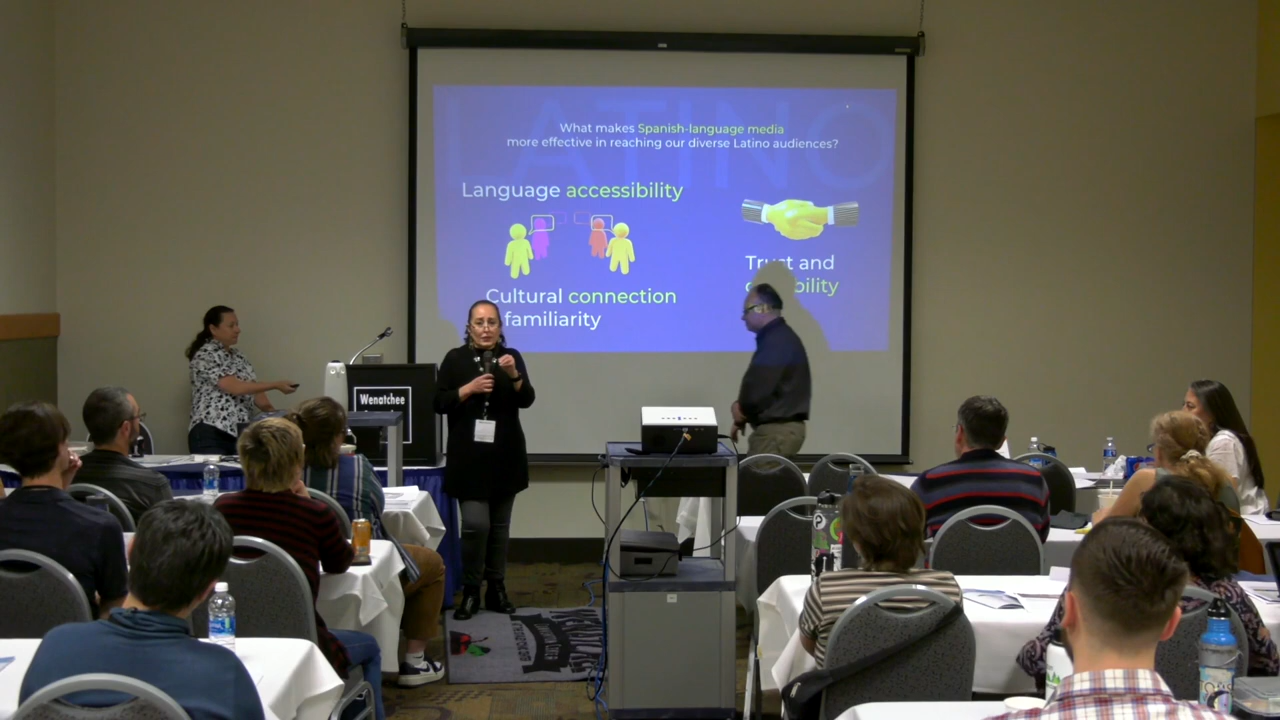 LATINO
What makes Spanish-language media
more effective in reaching our diverse Latino audiences?
Language accessibility
Trust and
Cultural connection
familiarity
Wenatchee